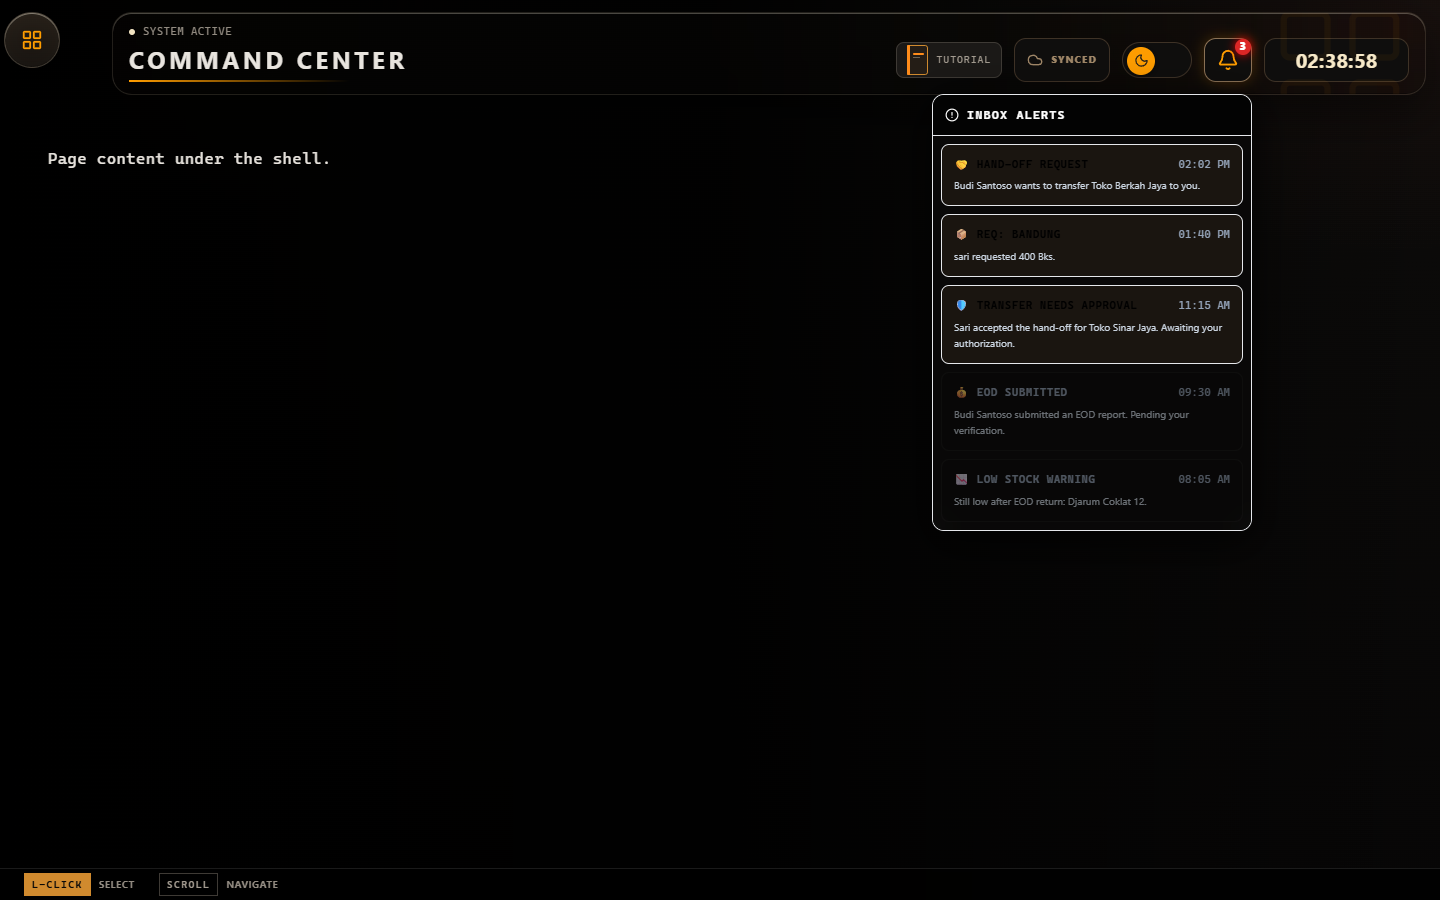 SYSTEM ACTIVE
COMMAND CENTER
TUTORIAL
SYNCED
3
02:38:58
INBOX ALERTS
Page content under the shell.
HAND-OFF REQUEST 02:02 PM
Budi Santoso wants to transfer Toko Berkah Jaya to you.
REQ: BANDUNG 01:40 PM
sari requested 400 Bks.
TRANSFER NEEDS APPROVAL 11:15 AM
Sari accepted the hand-off for Toko Sinar Jaya. Awaiting your
authorization.
EOD SUBMITTED 09:30 AM
Budi Santoso submitted an EOD report. Pending your
verification.
LOW STOCK WARNING 08:05 AM
Still low after EOD return: Djarum Coklat 12.
L-CLICK SELECT SCROLL NAVIGATE